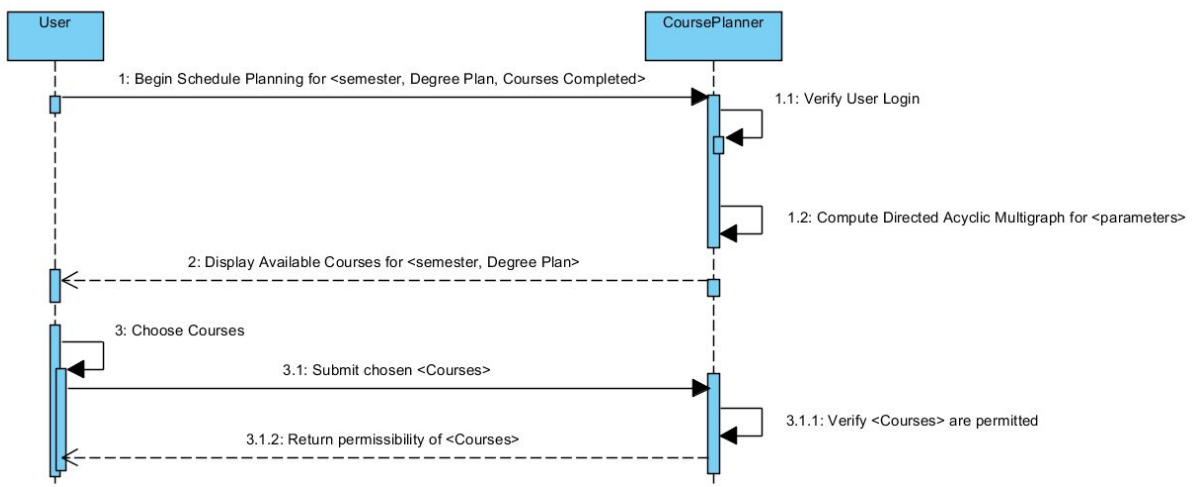 User
CoursePlanner
1: Begin Schedule Planning for <semester, Degree Plan, Courses Completed>
1.1: Verify User Login
1.2: Compute Directed Acyclic Multigraph for <parameters>
2: Display Available Courses for <semester, Degree Plan>
3: Choose Courses
3.1: Submit chosen <Courses>
3.1.1: Verify <Courses> are permitted
3.1.2: Return permissibility of <Courses>